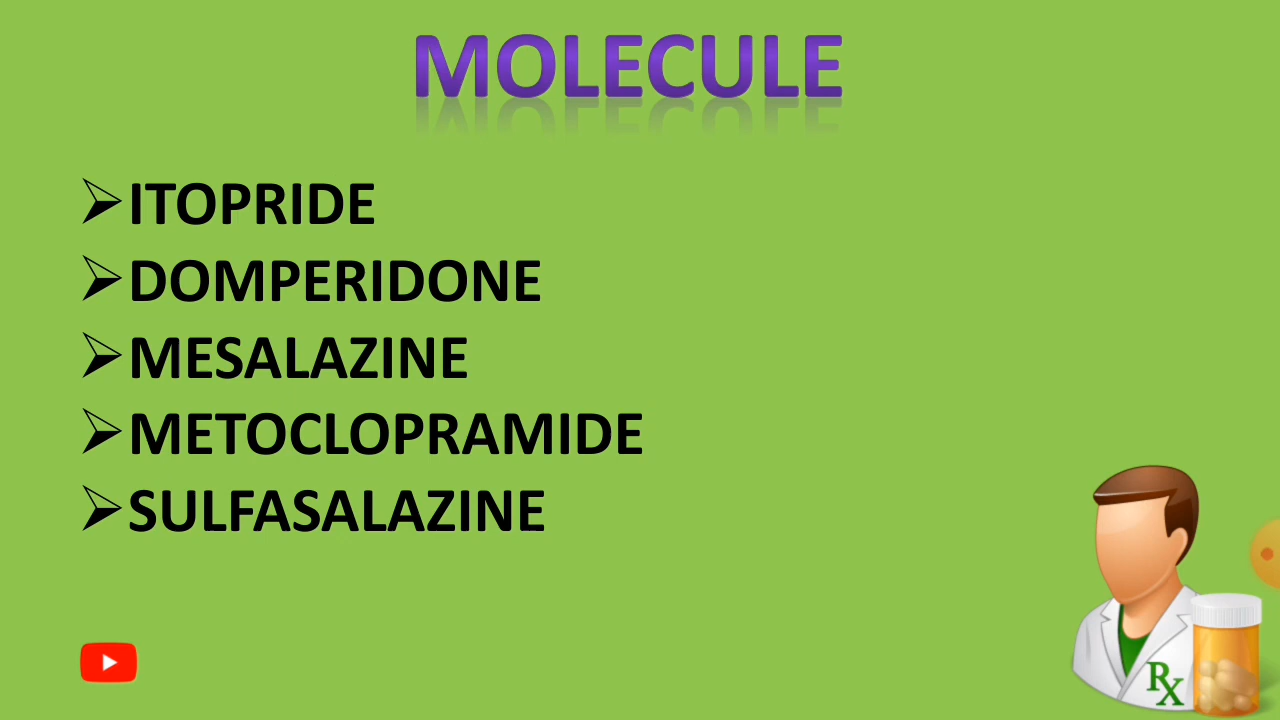 MOLECULE
ITOPRIDE
DOMPERIDONE
MESALAZINE
METOCLOPRAMIDE
SULFASALAZINE
Rx